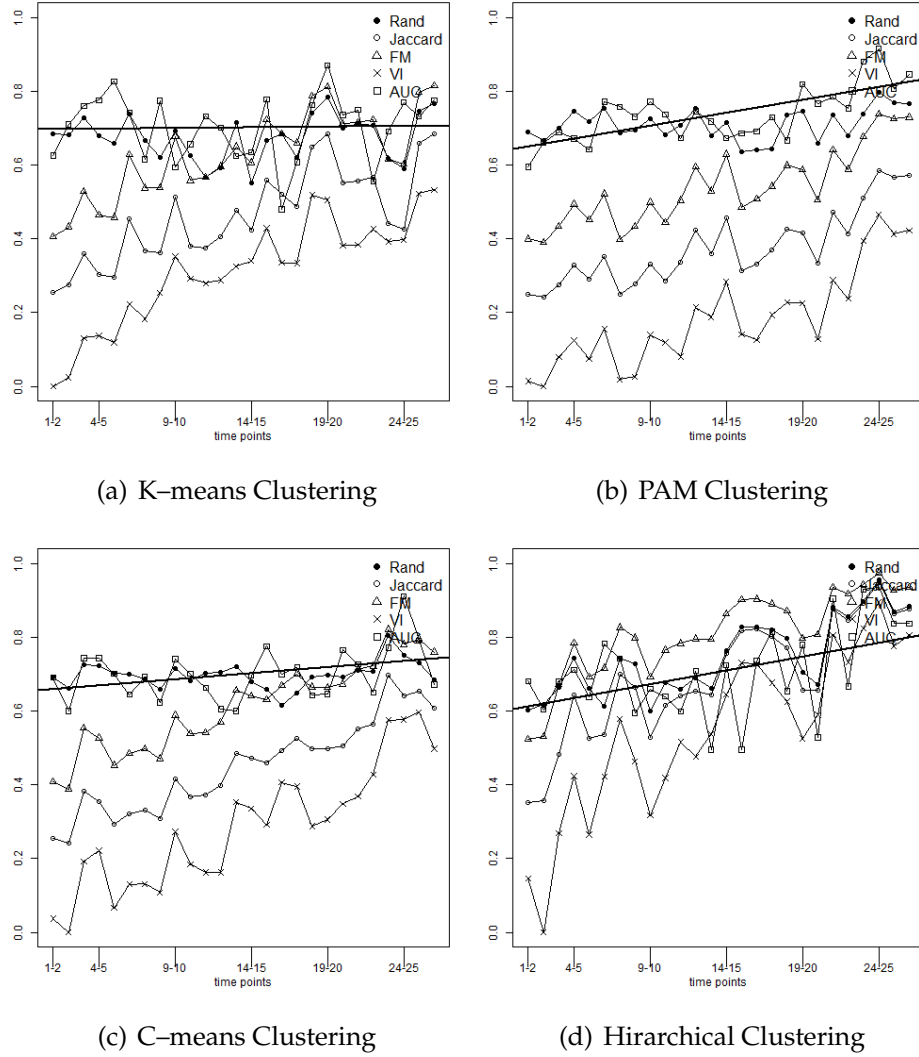 1.0
0.8
0.6
0.4
0.2
0.0
Rand
Jaccard
FM
VI
AUC
1-2 4-5 9-10 14-15 19-20 24-25
time points
(a) K–means Clustering
1.0
0.8
0.6
0.4
0.2
0.0
Rand
Jaccard
FM
VI
AUC
1-2 4-5 9-10 14-15 19-20 24-25
time points
(b) PAM Clustering
1.0
0.8
0.6
0.4
0.2
0.0
Rand
Jaccard
FM
VI
AUC
1-2 4-5 9-10 14-15 19-20 24-25
time points
(c) C–means Clustering
1.0
0.8
0.6
0.4
0.2
0.0
Rand
Jaccard
FM
VI
AUC
1-2 4-5 9-10 14-15 19-20 24-25
time points
(d) Hirarchical Clustering